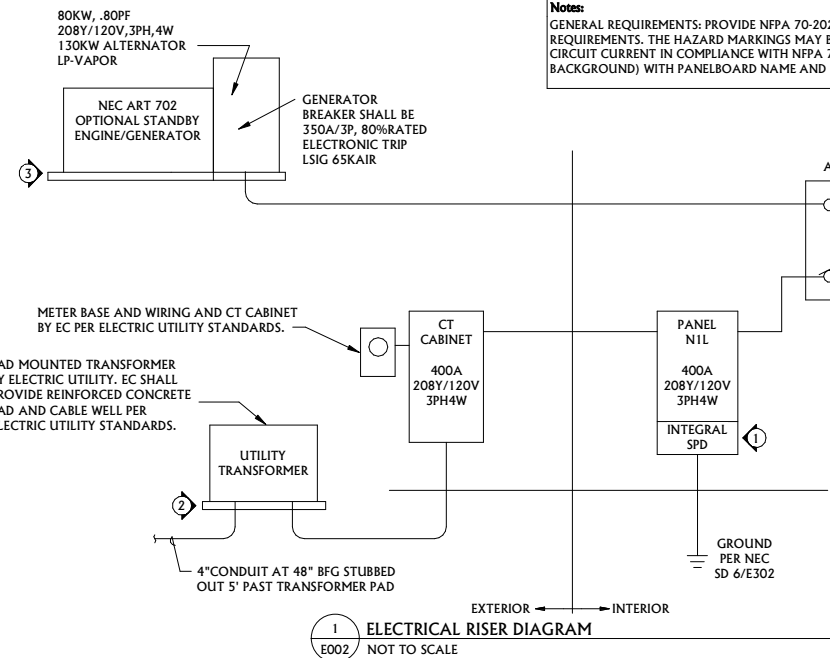 80KW, .80PF
208Y/120V,3PH,4W
130KW ALTERNATOR
LP-VAPOR
Notes:
GENERAL REQUIREMENTS: PROVIDE NFPA 70-202
REQUIREMENTS. THE HAZARD MARKINGS MAY B
CIRCUIT CURRENT IN COMPLIANCE WITH NFPA 7
BACKGROUND) WITH PANELBOARD NAME AND
NEC ART 702
OPTIONAL STANDBY
ENGINE/GENERATOR
GENERATOR
BREAKER SHALL BE
350A/3P, 80%RATED
ELECTRONIC TRIP
LSIG 65KAIR
3
A
METER BASE AND WIRING AND CT CABINET
BY EC PER ELECTRIC UTILITY STANDARDS.
CT
CABINET
400A
208Y/120V
3PH4W
PANEL
N1L
400A
208Y/120V
3PH4W
INTEGRAL
SPD
1
AD MOUNTED TRANSFORMER
Y ELECTRIC UTILITY. EC SHALL
ROVIDE REINFORCED CONCRETE
AD AND CABLE WELL PER
LECTRIC UTILITY STANDARDS.
UTILITY
TRANSFORMER
2
4"CONDUIT AT 48" BFG STUBBED
OUT 5' PAST TRANSFORMER PAD
GROUND
PER NEC
SD 6/E302
EXTERIOR INTERIOR
1 ELECTRICAL RISER DIAGRAM
E002 NOT TO SCALE